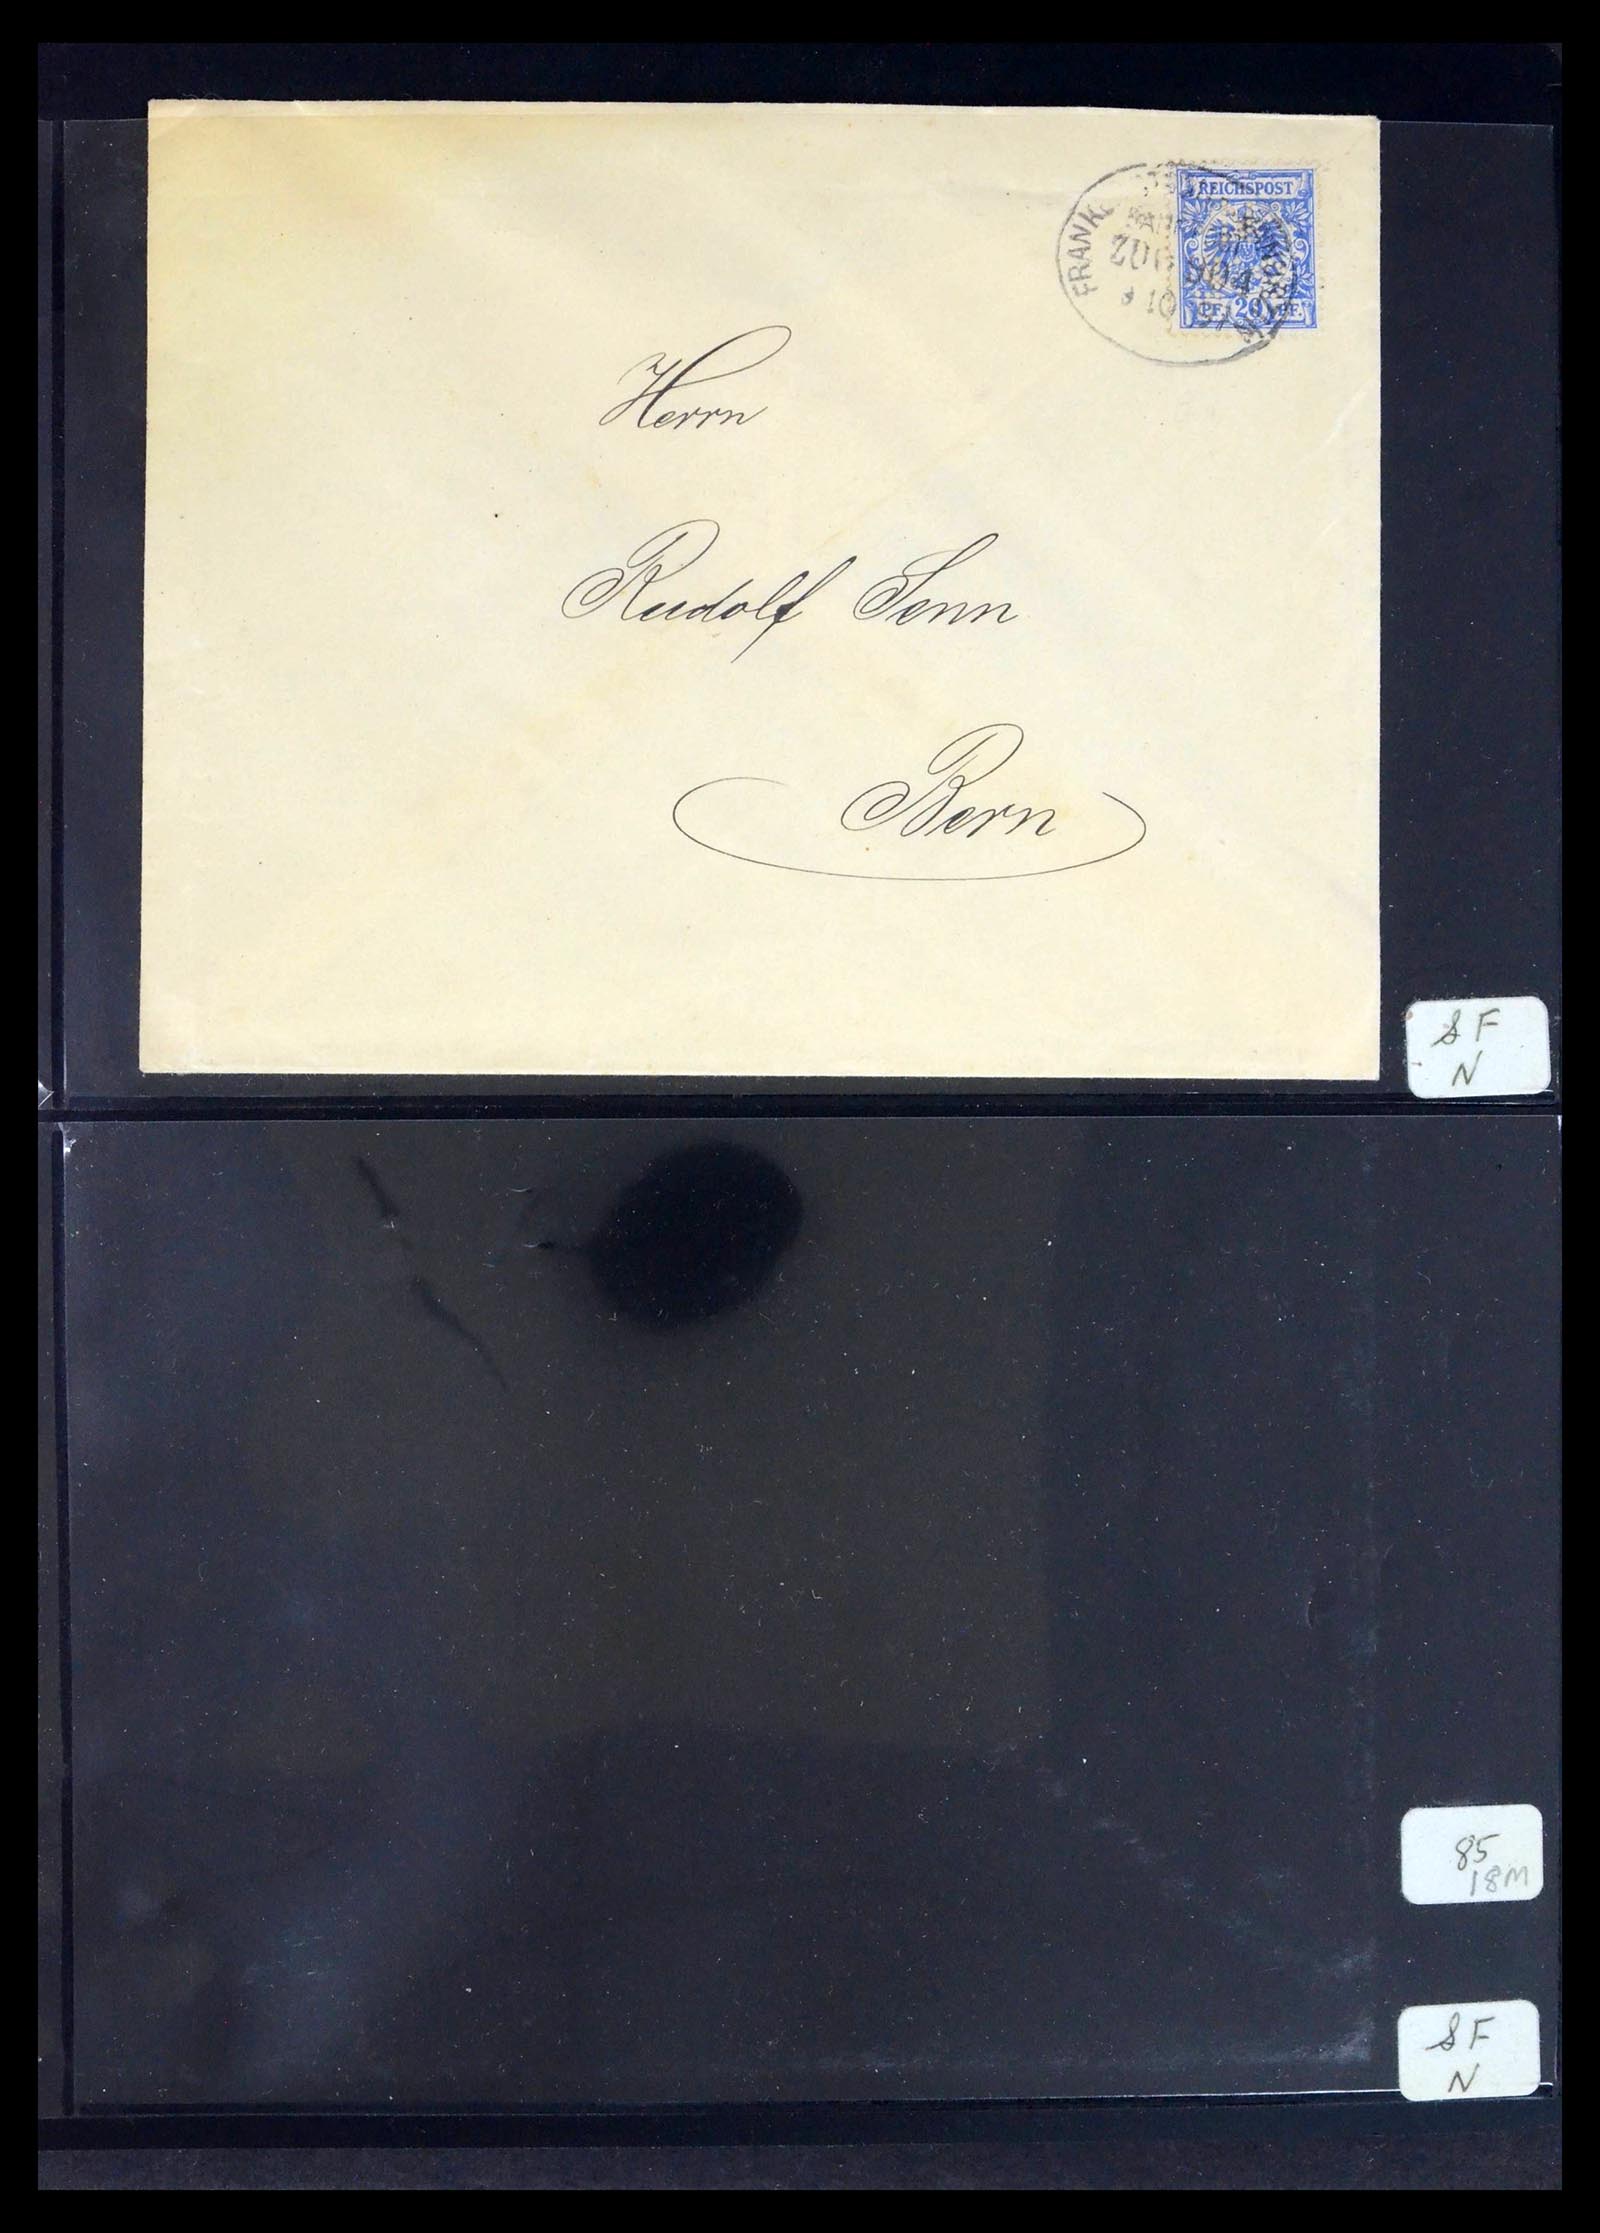 REICHSPOST
FRANK
ZUG
PF. 20 PF.
Herrn
Rudolf Senn
Bern
SF
N
85
18M
SF
N